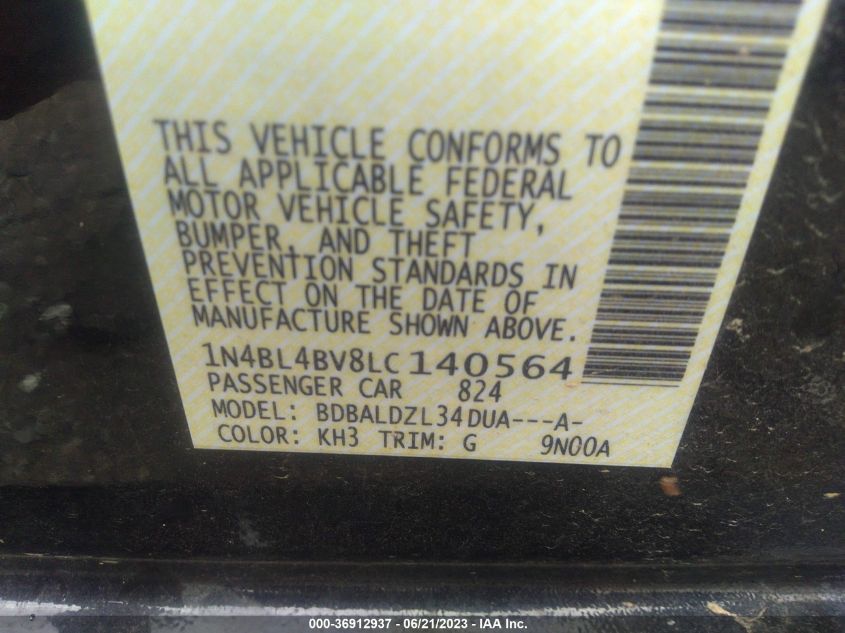 THIS VEHICLE CONFORMS TO
ALL APPLICABLE FEDERAL
MOTOR VEHICLE SAFETY,
BUMPER, AND THEFT
PREVENTION STANDARDS IN
EFFECT ON THE DATE OF
MANUFACTURE SHOWN ABOVE.
1N4BL4BV8LC140564
PASSENGER CAR 824
MODEL: BDBALDZL34DUA---A-
COLOR: KH3 TRIM: G 9N00A
000-36912937 - 06/21/2023 - IAA Inc.